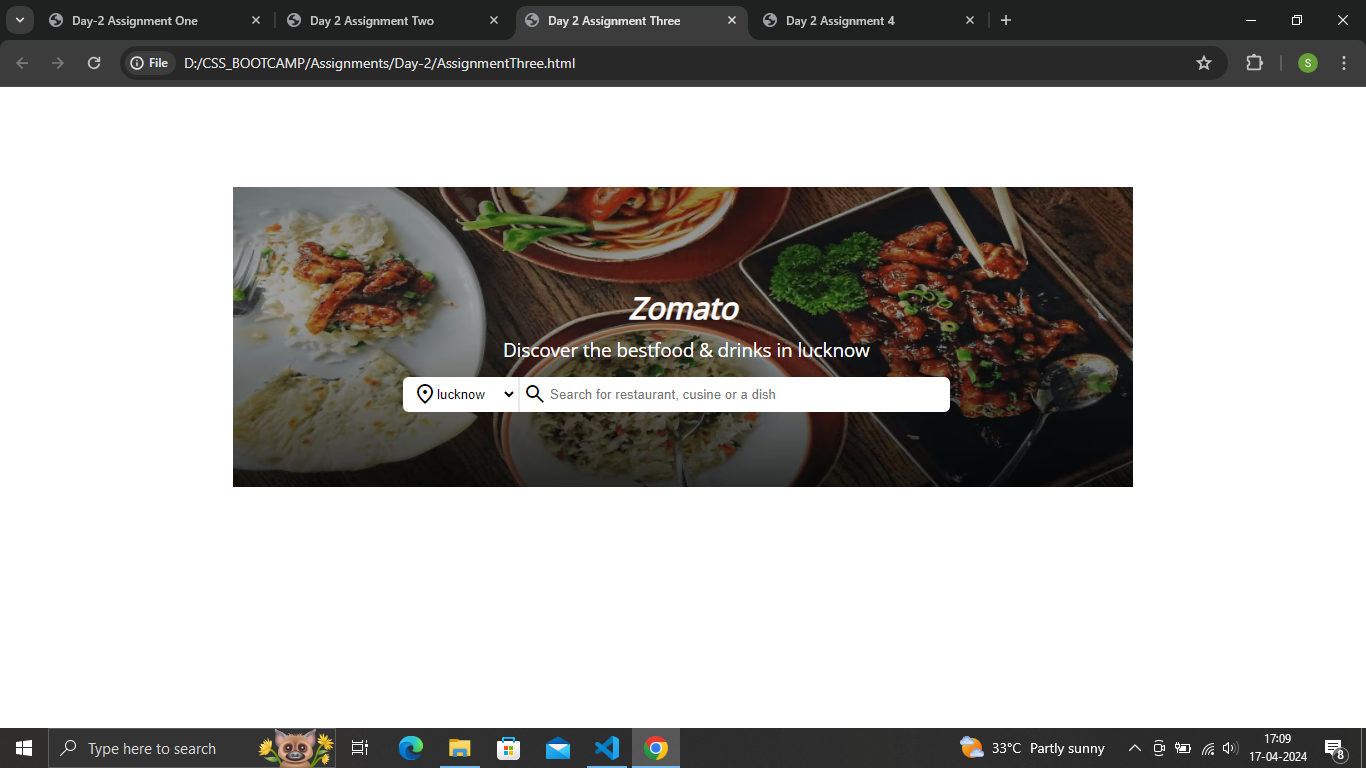 Day-2 Assignment One
Day 2 Assignment Two
Day 2 Assignment Three
Day 2 Assignment 4
File
D:/CSS_BOOTCAMP/Assignments/Day-2/AssignmentThree.html
S
Zomato
Discover the bestfood & drinks in lucknow
lucknow
Search for restaurant, cusine or a dish
Type here to search
33°C Partly sunny
17:09
17-04-2024
8